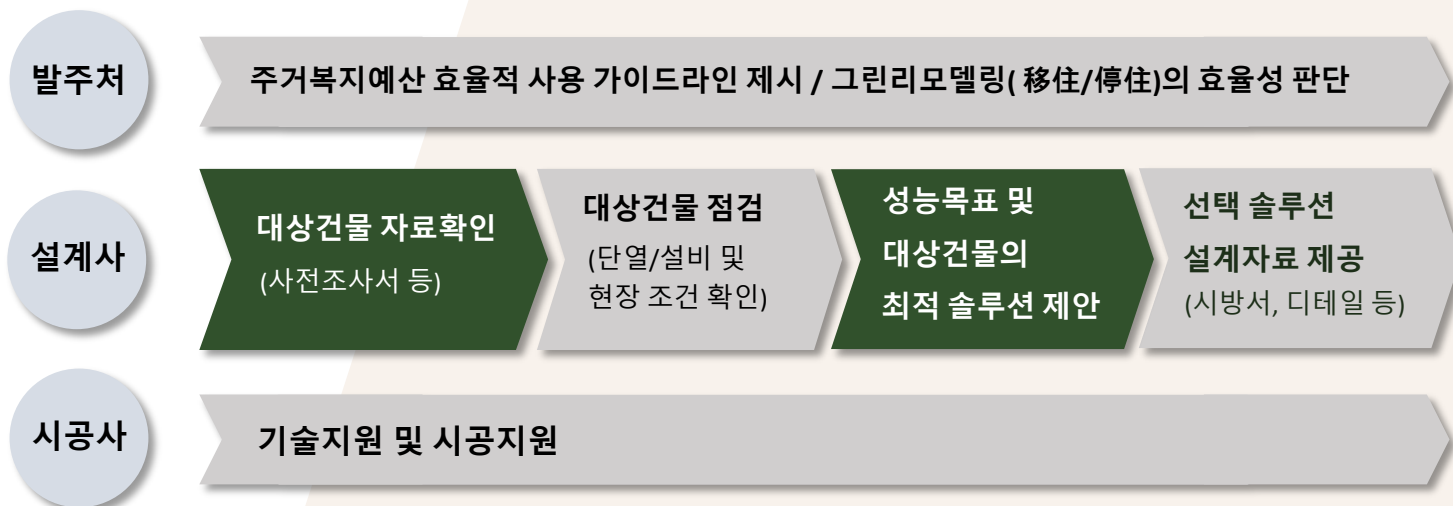 발주처
주거복지예산 효율적 사용 가이드라인 제시 / 그린리모델링( 移住/停住)의 효율성 판단
설계사
대상건물 자료확인
(사전조사서 등)
대상건물 점검
(단열/설비 및
현장 조건 확인)
성능목표 및
대상건물의
최적 솔루션 제안
선택 솔루션
설계자료 제공
(시방서, 디테일 등)
시공사
기술지원 및 시공지원